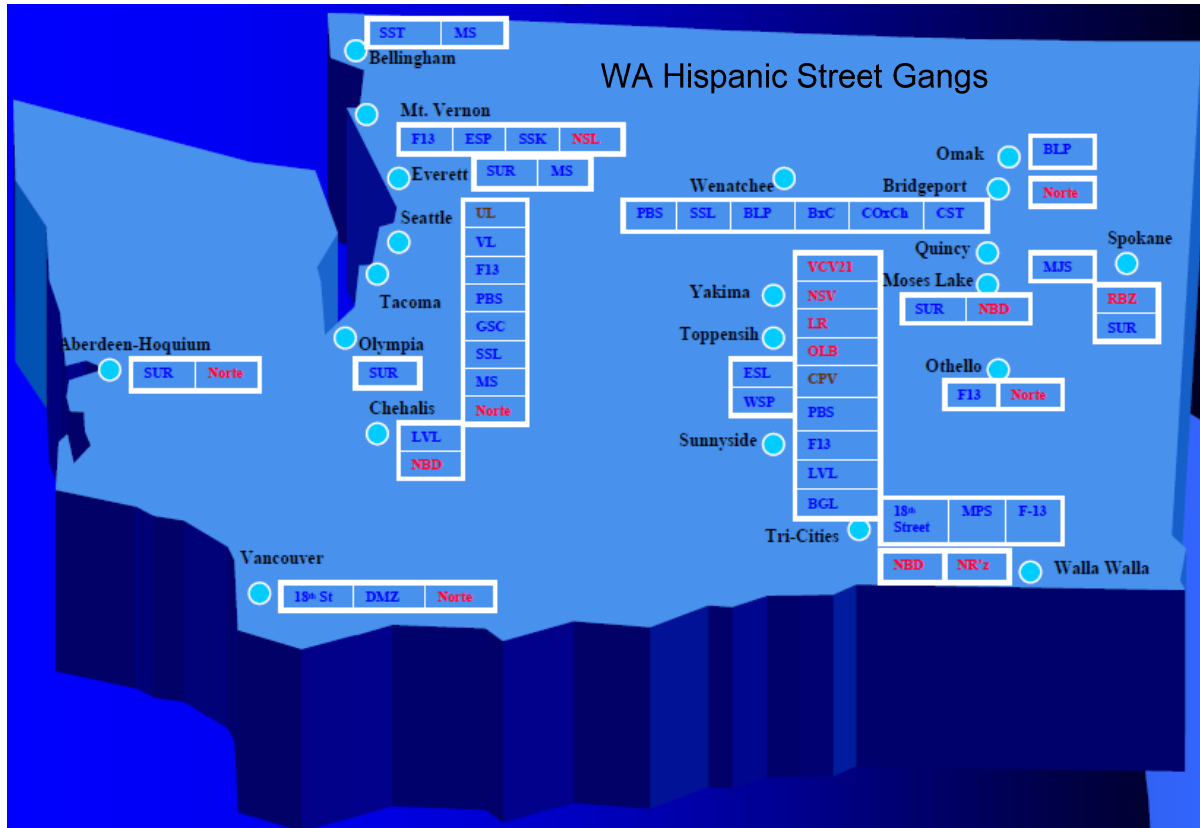 SST MS
Bellingham
WA Hispanic Street Gangs
Mt. Vernon
F13 ESP SSK NSL
Everett
SUR MS
Seattle
Tacoma
UL
VL
F13
PBS
GSC
SSL
MS
Norte
Olympia
SUR
Aberdeen-Hoquium
SUR Norte
Chehalis
LVL
NBD
Vancouver
18th St DMZ Norte
Omak
BLP
Bridgeport
Norte
Wenatchee
PBS SSL BLP BxC COxCh CST
Quincy
MJS
Spokane
RBZ
SUR
Moses Lake
SUR NBD
Yakima
Toppensih
ESL
WSP
Sunnyside
VCV21
NSV
LR
OLB
CPV
PBS
F13
LVL
BGL
Othello
F13 Norte
Tri-Cities
18th
Street
MPS F-13
NBD NR'z
Walla Walla